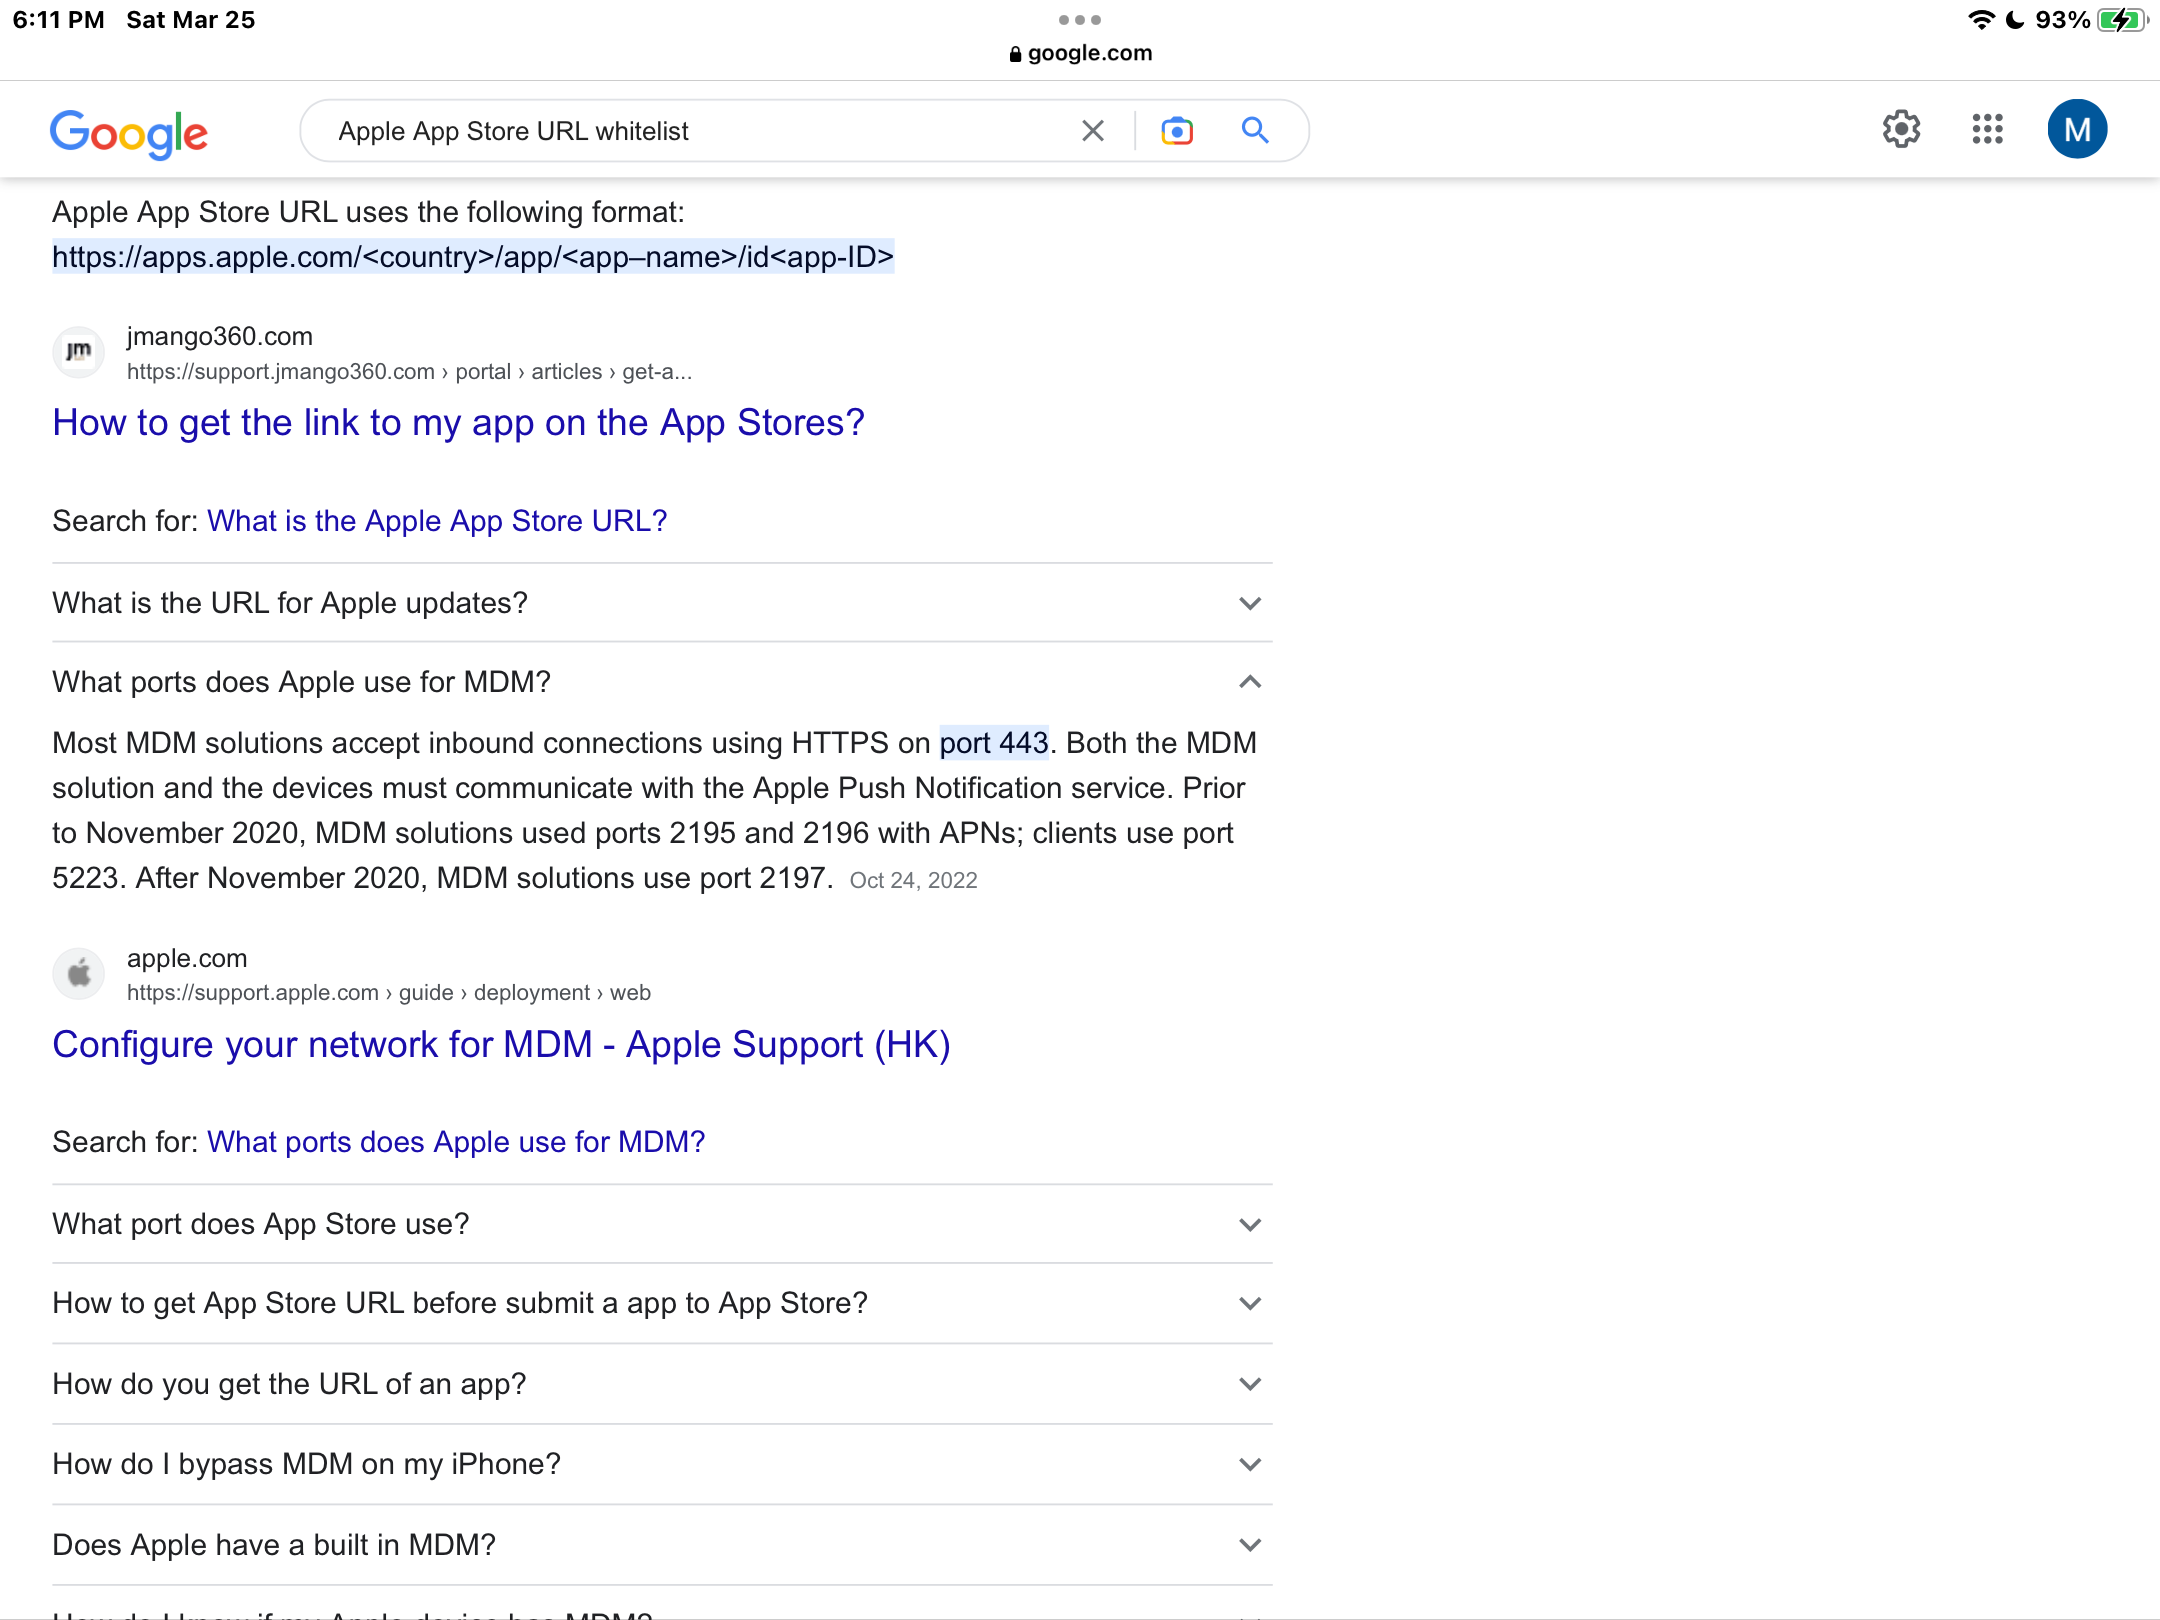 6:11 PM Sat Mar 25
93%
google.com
Google
Apple App Store URL whitelist
M
Apple App Store URL uses the following format:
https://apps.apple.com/<country>/app/<app–name>/id<app-ID>
jm
jmango360.com
https://support.jmango360.com › portal › articles › get-a...
How to get the link to my app on the App Stores?
Search for: What is the Apple App Store URL?
What is the URL for Apple updates?
What ports does Apple use for MDM?
Most MDM solutions accept inbound connections using HTTPS on port 443. Both the MDM
solution and the devices must communicate with the Apple Push Notification service. Prior
to November 2020, MDM solutions used ports 2195 and 2196 with APNs; clients use port
5223. After November 2020, MDM solutions use port 2197. Oct 24, 2022
apple.com
https://support.apple.com › guide › deployment › web
Configure your network for MDM - Apple Support (HK)
Search for: What ports does Apple use for MDM?
What port does App Store use?
How to get App Store URL before submit a app to App Store?
How do you get the URL of an app?
How do I bypass MDM on my iPhone?
Does Apple have a built in MDM?
How do I know if my Apple device has MDM?